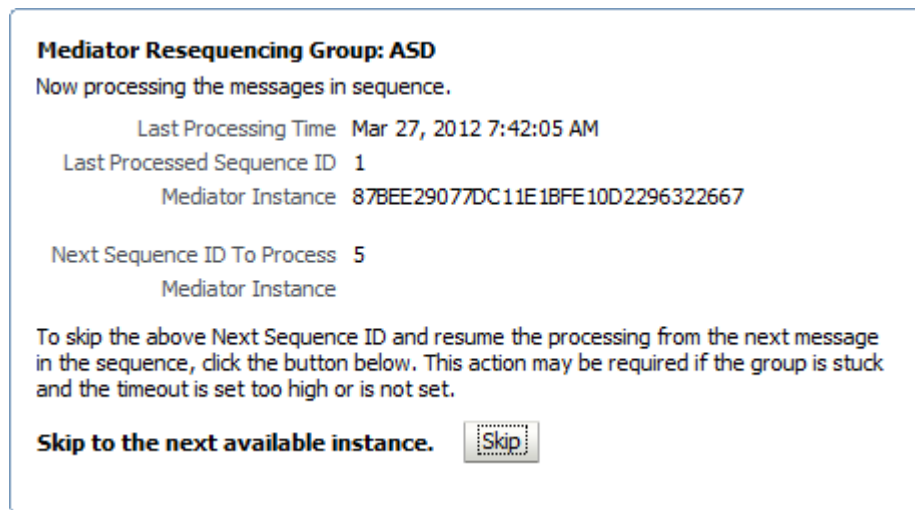 Mediator Resequencing Group: ASD
Now processing the messages in sequence.
Last Processing Time Mar 27, 2012 7:42:05 AM
Last Processed Sequence ID 1
Mediator Instance 87BEE29077DC11E1BFE10D2296322667
Next Sequence ID To Process 5
Mediator Instance
To skip the above Next Sequence ID and resume the processing from the next message
in the sequence, click the button below. This action may be required if the group is stuck
and the timeout is set too high or is not set.
Skip to the next available instance. Skip